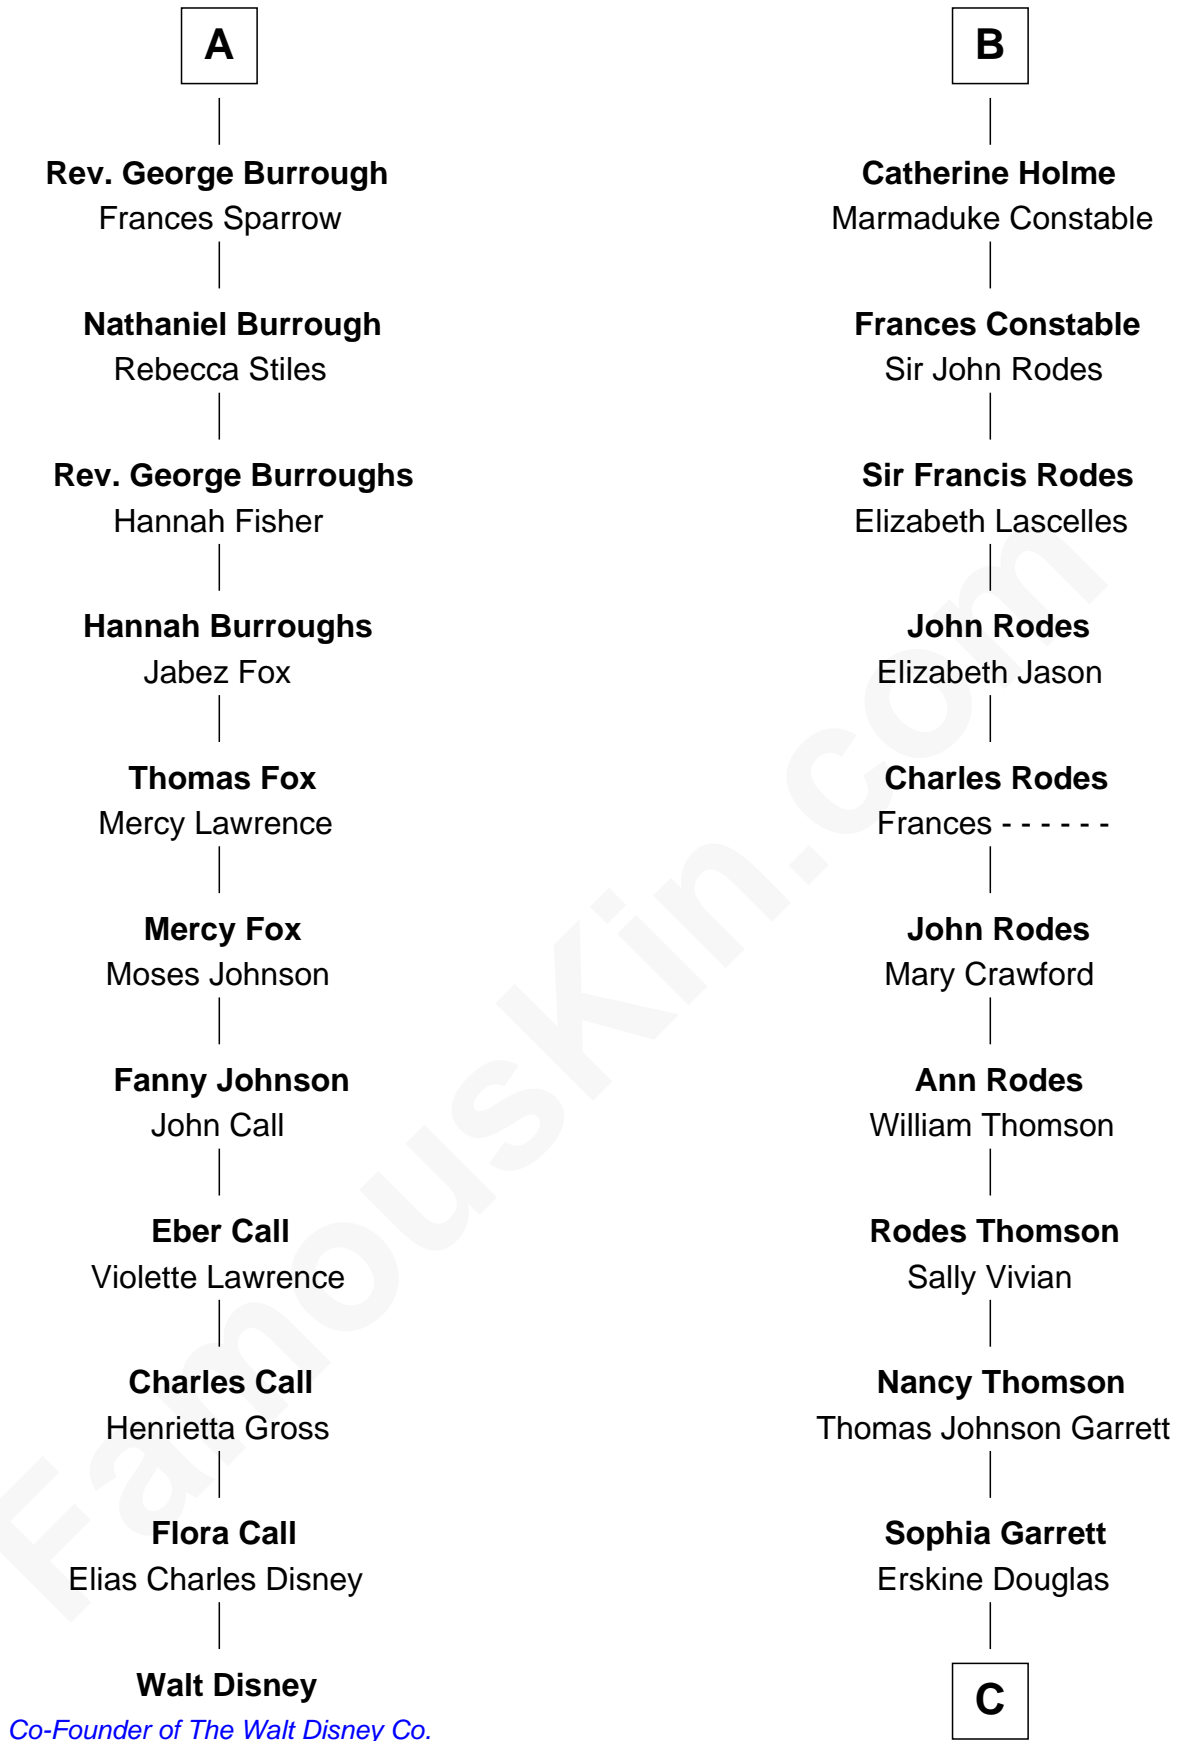 A
Rev. George Burrough
Frances Sparrow
Nathaniel Burrough
Rebecca Stiles
Rev. George Burroughs
Hannah Fisher
Hannah Burroughs
Jabez Fox
Thomas Fox
Mercy Lawrence
Mercy Fox
Moses Johnson
Fanny Johnson
John Call
Eber Call
Violette Lawrence
Charles Call
Henrietta Gross
Flora Call
Elias Charles Disney
Walt Disney
Co-Founder of The Walt Disney Co.
B
Catherine Holme
Marmaduke Constable
Frances Constable
Sir John Rodes
Sir Francis Rodes
Elizabeth Lascelles
John Rodes
Elizabeth Jason
Charles Rodes
Frances - - - - - -
John Rodes
Mary Crawford
Ann Rodes
William Thomson
Rodes Thomson
Sally Vivian
Nancy Thomson
Thomas Johnson Garrett
Sophia Garrett
Erskine Douglas
C
FamousKin.com